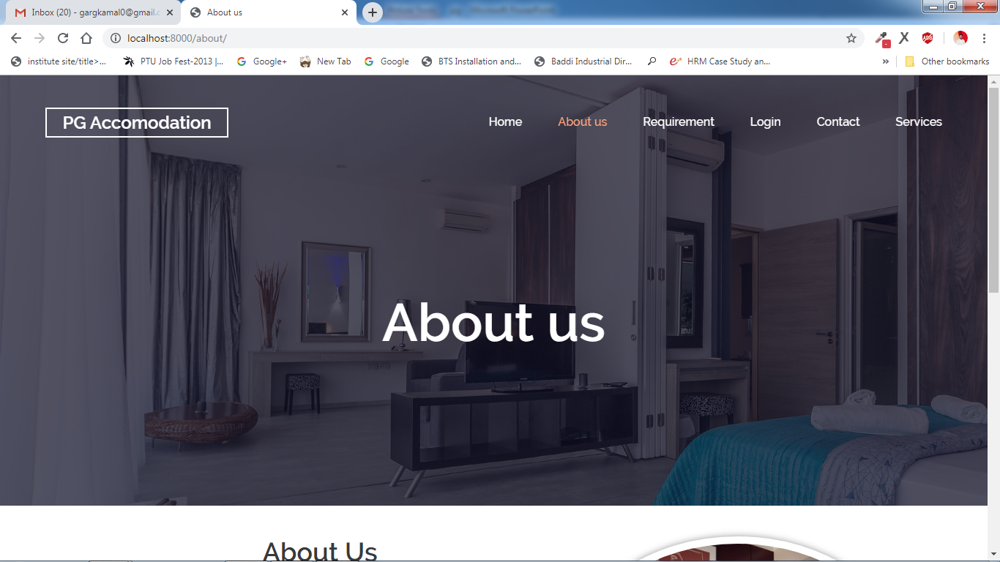 Inbox (20) - gargkamal0@gmail.c
About us
localhost:8000/about/
institute site/title>...
PTU Job Fest-2013 |...
Google+
New Tab
Google
BTS Installation and...
Baddi Industrial Dir...
HRM Case Study an...
»
Other bookmarks
PG Accomodation
Home
About us
Requirement
Login
Contact
Services
About us
About Us